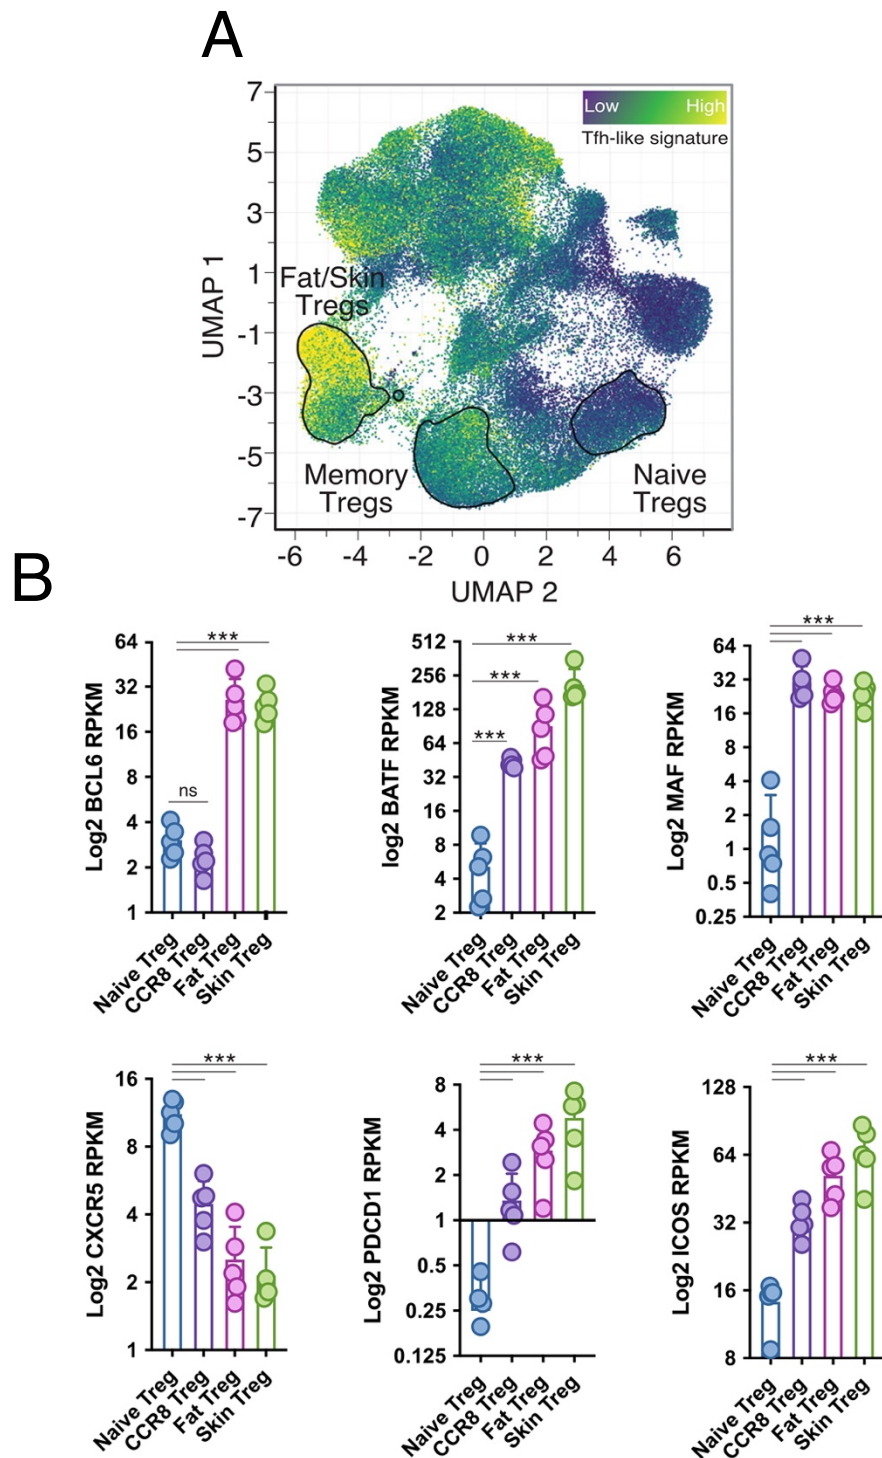 A
7
5
3
1
-1
-3
-5
-7
UMAP 1
Low High
Tfh-like signature
Fat/Skin
Tregs
Memory
Tregs
Naive
Tregs
-6 -4 -2 0 2 4 6
UMAP 2
B
Log2 BCL6 RPKM
64
32
16
8
4
2
1
***
ns
Naive Treg
CCR8 Treg
Fat Treg
Skin Treg
log2 BATF RPKM
512
256
128
64
32
16
8
4
2
***
***
***
Naive Treg
CCR8 Treg
Fat Treg
Skin Treg
Log2 MAF RPKM
64
32
16
8
4
2
1
0.5
0.25
***
Naive Treg
CCR8 Treg
Fat Treg
Skin Treg
Log2 CXCR5 RPKM
16
8
4
2
1
***
Naive Treg
CCR8 Treg
Fat Treg
Skin Treg
Log2 PDCD1 RPKM
8
4
2
1
0.5
0.25
0.125
***
Naive Treg
CCR8 Treg
Fat Treg
Skin Treg
Log2 ICOS RPKM
128
64
32
16
8
***
Naive Treg
CCR8 Treg
Fat Treg
Skin Treg